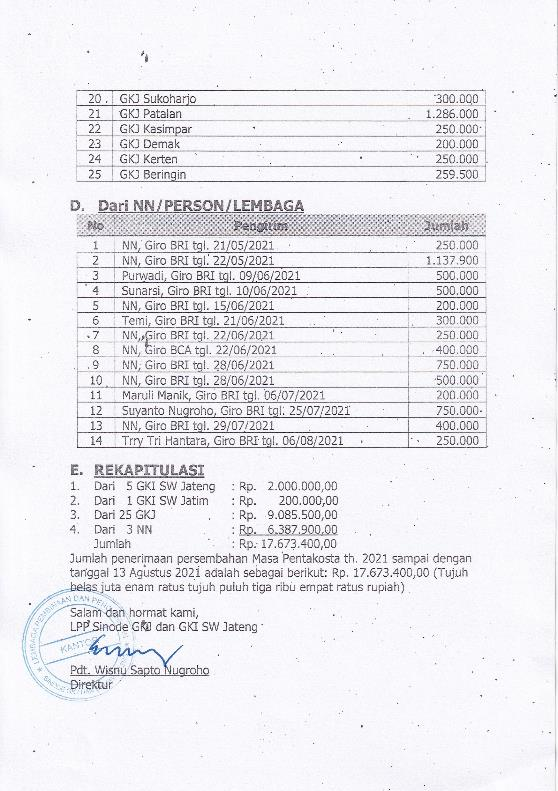 20 GKJ Sukoharjo 300.000
21 GKJ Patalan 1.286.000
22 GKJ Kasimpar 250.000
23 GKJ Demak 200.000
24 GKJ Kerten 250.000
25 GKJ Beringin 259.500
D. Dari NN/PERSON/LEMBAGA
No Pengirim Jumlah
1 NN, Giro BRI tgl. 21/05/2021 250.000
2 NN, Giro BRI tgl. 22/05/2021 1.137.900
3 Purwadi, Giro BRI tgl. 09/06/2021 500.000
4 Sunarsi, Giro BRI tgl. 10/06/2021 500.000
5 NN, Giro BRI tgl. 15/06/2021 200.000
6 Temi, Giro BRI tgl. 21/06/2021 300.000
7 NN, Giro BRI tgl. 22/06/2021 250.000
8 NN, Giro BCA tgl. 22/06/2021 400.000
9 NN, Giro BRI tgl. 28/06/2021 750.000
10 NN, Giro BRI tgl. 28/06/2021 500.000
11 Maruli Manik, Giro BRI tgl. 06/07/2021 200.000
12 Suyanto Nugroho, Giro BRI tgl. 25/07/2021 750.000
13 NN, Giro BRI tgl. 29/07/2021 400.000
14 Trry Tri Hantara, Giro BRI tgl. 06/08/2021 250.000
E. REKAPITULASI
1. Dari 5 GKI SW Jateng : Rp. 2.000.000,00
2. Dari 1 GKI SW Jatim : Rp. 200.000,00
3. Dari 25 GKJ : Rp. 9.085.500,00
4. Dari 3 NN : Rp. 6.387.900,00
Jumlah : Rp. 17.673.400,00
Jumlah penerimaan persembahan Masa Pentakosta th. 2021 sampai dengan
tanggal 13 Agustus 2021 adalah sebagai berikut: Rp. 17.673.400,00 (Tujuh
belas juta enam ratus tujuh puluh tiga ribu empat ratus rupiah)
Salam dan hormat kami,
LPP Sinode GKJ dan GKI SW Jateng
KANTOR
Pdt. Wisnu Sapto Nugroho
Direktur